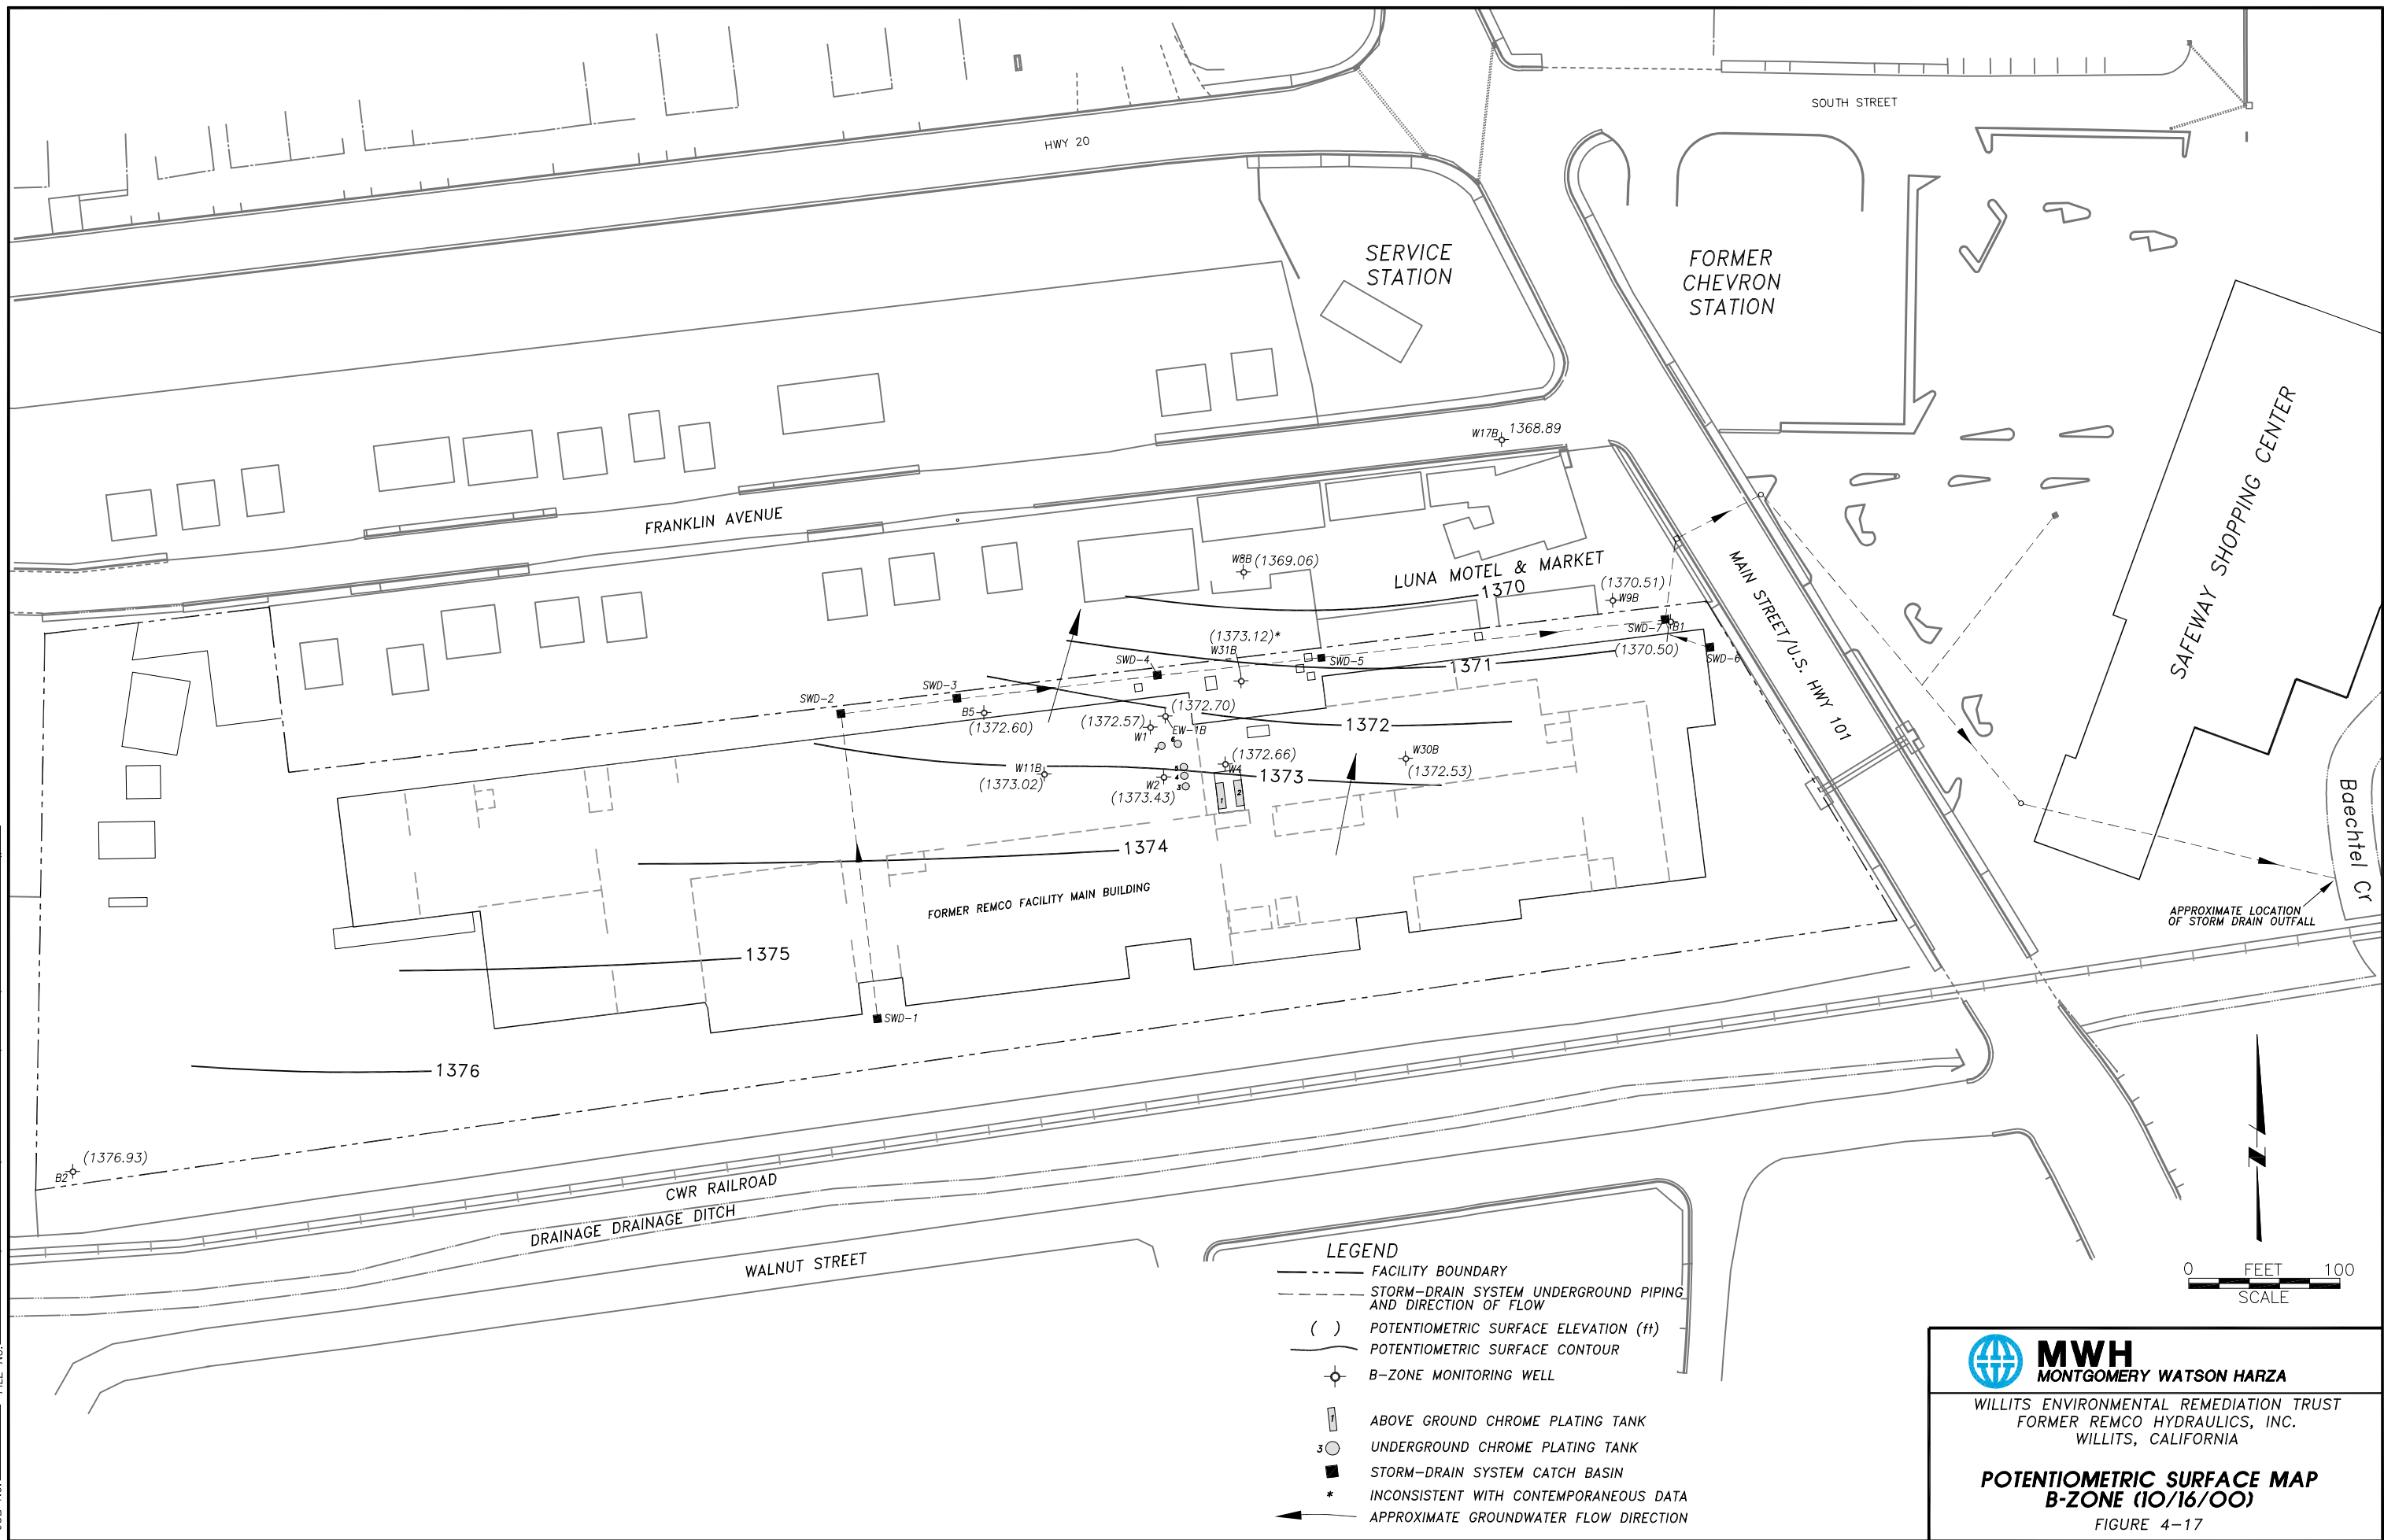 SOUTH STREET
HWY 20
SERVICE
STATION
FORMER
CHEVRON
STATION
SAFEWAY SHOPPING CENTER
W17B 1368.89
FRANKLIN AVENUE
W8B (1369.06)
LUNA MOTEL & MARKET
1370
(1370.51)
W9B
MAIN STREET/U.S. HWY 101
SWD-7 B1
(1370.50)
SWD-6
(1373.12)*
W31B
SWD-4
SWD-5
1371
SWD-3
SWD-2
B5
(1372.60)
(1372.70)
(1372.57)
W1
EW-1B
6
7
1372
(1372.66)
W4
W30B
(1372.53)
W11B
(1373.02)
W2
(1373.43)
5
4
3
1
2
1373
1374
FORMER REMCO FACILITY MAIN BUILDING
1375
SWD-1
1376
B2 (1376.93)
Baechtel Cr
APPROXIMATE LOCATION
OF STORM DRAIN OUTFALL
CWR RAILROAD
DRAINAGE DRAINAGE DITCH
WALNUT STREET
N
0 FEET 100
SCALE
LEGEND
FACILITY BOUNDARY
STORM-DRAIN SYSTEM UNDERGROUND PIPING
AND DIRECTION OF FLOW
( ) POTENTIOMETRIC SURFACE ELEVATION (ft)
POTENTIOMETRIC SURFACE CONTOUR
B-ZONE MONITORING WELL
1 ABOVE GROUND CHROME PLATING TANK
3 UNDERGROUND CHROME PLATING TANK
STORM-DRAIN SYSTEM CATCH BASIN
* INCONSISTENT WITH CONTEMPORANEOUS DATA
APPROXIMATE GROUNDWATER FLOW DIRECTION
MWH
MONTGOMERY WATSON HARZA
WILLITS ENVIRONMENTAL REMEDIATION TRUST
FORMER REMCO HYDRAULICS, INC.
WILLITS, CALIFORNIA
POTENTIOMETRIC SURFACE MAP
B-ZONE (10/16/00)
FIGURE 4-17